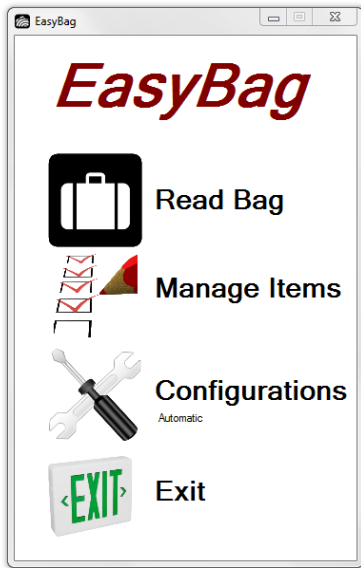 EasyBag
EasyBag
Read Bag
Manage Items
Configurations
Automatic
EXIT
Exit